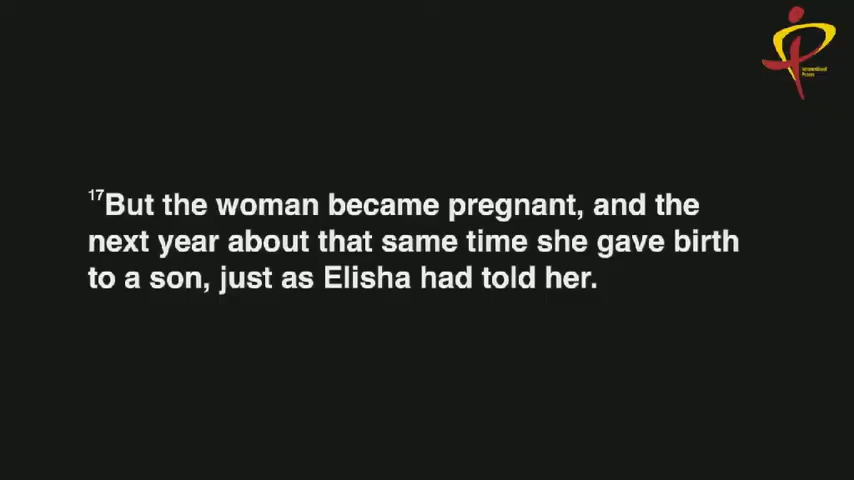 17But the woman became pregnant, and the
next year about that same time she gave birth
to a son, just as Elisha had told her.